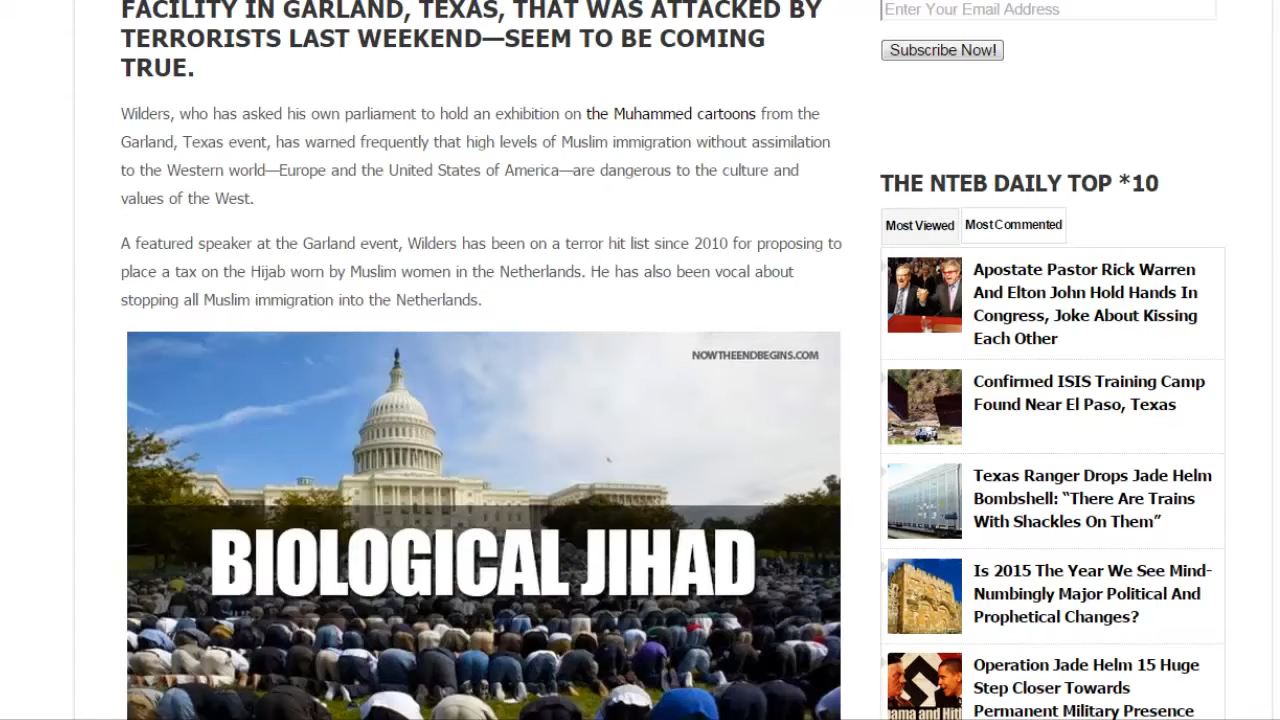 FACILITY IN GARLAND, TEXAS, THAT WAS ATTACKED BY
TERRORISTS LAST WEEKEND—SEEM TO BE COMING
TRUE.
Wilders, who has asked his own parliament to hold an exhibition on the Muhammed cartoons from the
Garland, Texas event, has warned frequently that high levels of Muslim immigration without assimilation
to the Western world—Europe and the United States of America—are dangerous to the culture and
values of the West.
A featured speaker at the Garland event, Wilders has been on a terror hit list since 2010 for proposing to
place a tax on the Hijab worn by Muslim women in the Netherlands. He has also been vocal about
stopping all Muslim immigration into the Netherlands.
NOWTHEENDBEGINS.COM
BIOLOGICAL JIHAD
Enter Your Email Address
Subscribe Now!
THE NTEB DAILY TOP *10
Most Viewed
Most Commented
Apostate Pastor Rick Warren
And Elton John Hold Hands In
Congress, Joke About Kissing
Each Other
Confirmed ISIS Training Camp
Found Near El Paso, Texas
Texas Ranger Drops Jade Helm
Bombshell: “There Are Trains
With Shackles On Them”
Is 2015 The Year We See Mind-
Numbingly Major Political And
Prophetical Changes?
Operation Jade Helm 15 Huge
Step Closer Towards
Permanent Military Presence